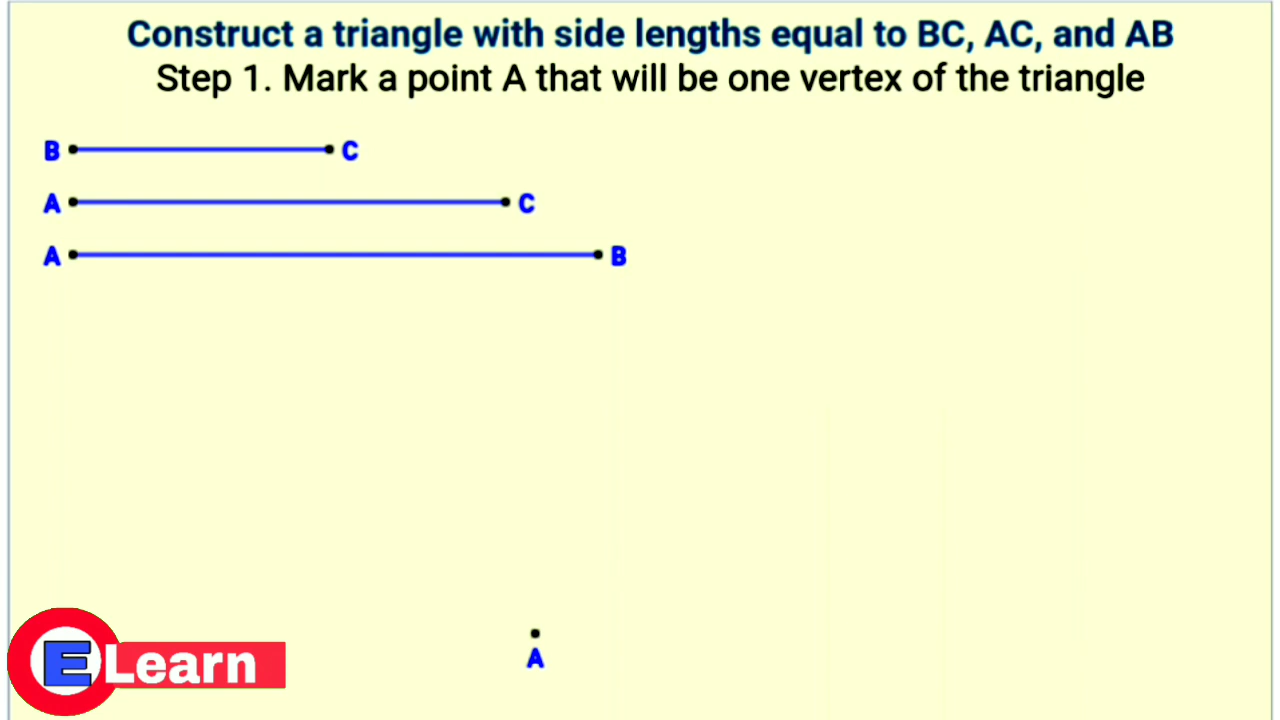 Construct a triangle with side lengths equal to BC, AC, and AB
Step 1. Mark a point A that will be one vertex of the triangle
B C
A C
A B
A
E Learn